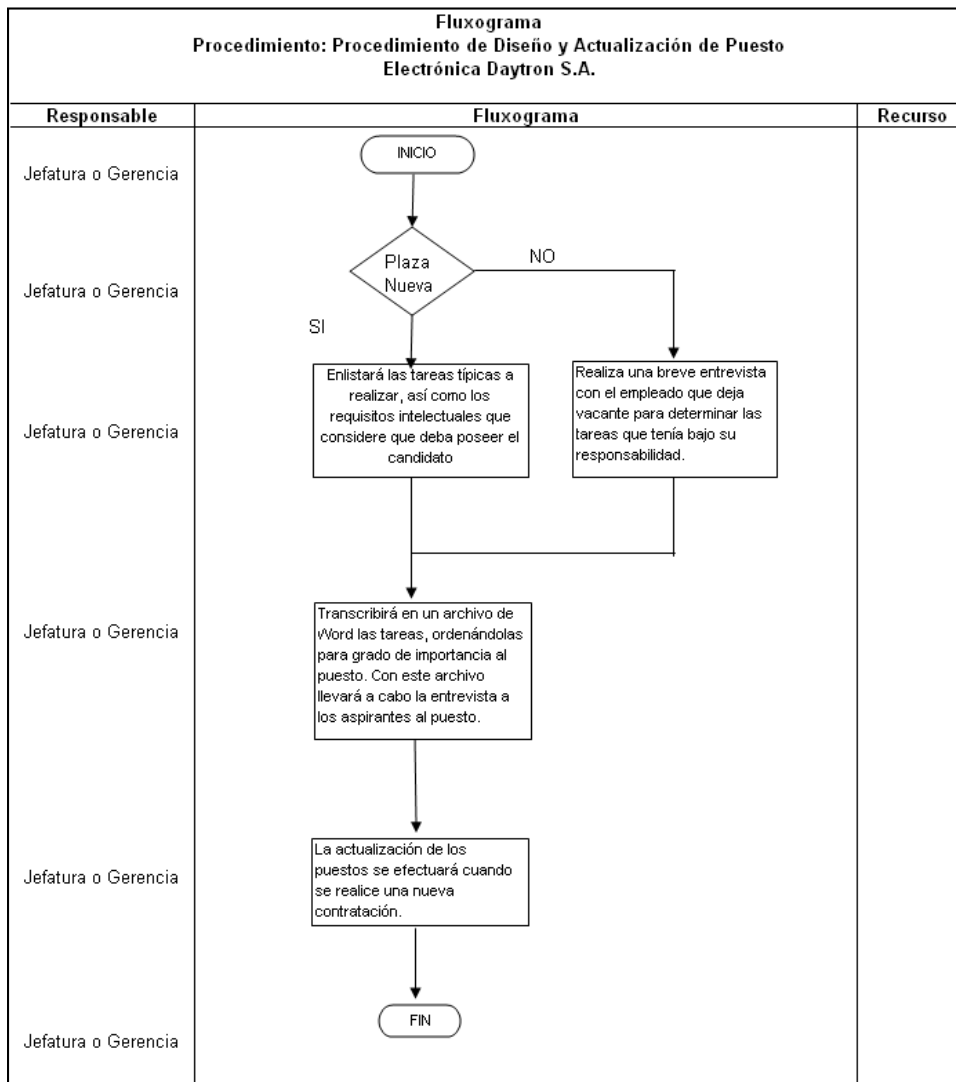 Fluxograma
Procedimiento: Procedimiento de Diseño y Actualización de Puesto
Electrónica Daytron S.A.
Responsable
Fluxograma
Recurso
INICIO
Jefatura o Gerencia
Plaza
Nueva
NO
Jefatura o Gerencia
SI
Enlistará las tareas típicas a
realizar, así como los
requisitos intelectuales que
considere que deba poseer el
candidato
Realiza una breve entrevista
con el empleado que deja
vacante para determinar las
tareas que tenía bajo su
responsabilidad.
Jefatura o Gerencia
Transcribirá en un archivo de
Word las tareas, ordenándolas
para grado de importancia al
puesto. Con este archivo
llevará a cabo la entrevista a
los aspirantes al puesto.
Jefatura o Gerencia
La actualización de los
puestos se efectuará cuando
se realice una nueva
contratación.
Jefatura o Gerencia
FIN
Jefatura o Gerencia